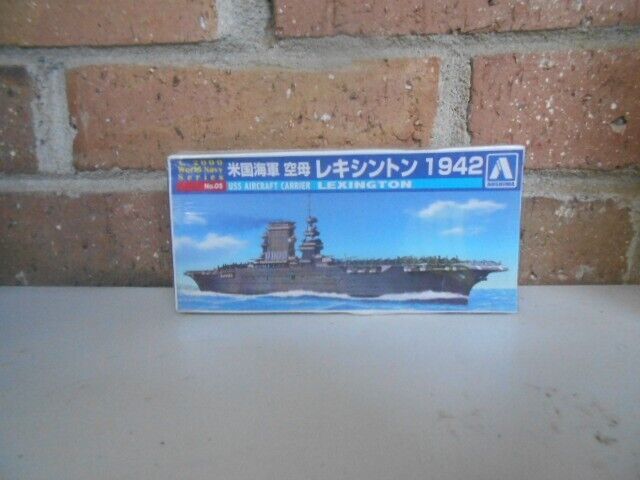 1:2000
World Navy
Series
No.05
米国海軍 空母 レキシントン 1942
USS AIRCRAFT CARRIER LEXINGTON
AOSHIMA